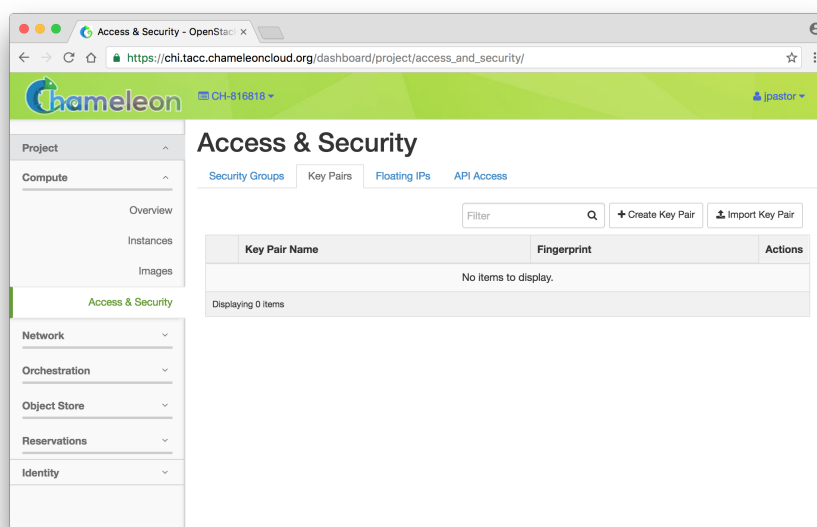 Access & Security - OpenStac
https://chi.tacc.chameleoncloud.org/dashboard/project/access_and_security/
Chameleon
CH-816818
jpastor
Project
Compute
Overview
Instances
Images
Access & Security
Network
Orchestration
Object Store
Reservations
Identity
Access & Security
Security Groups Key Pairs Floating IPs API Access
Filter + Create Key Pair Import Key Pair
Key Pair Name Fingerprint Actions
No items to display.
Displaying 0 items